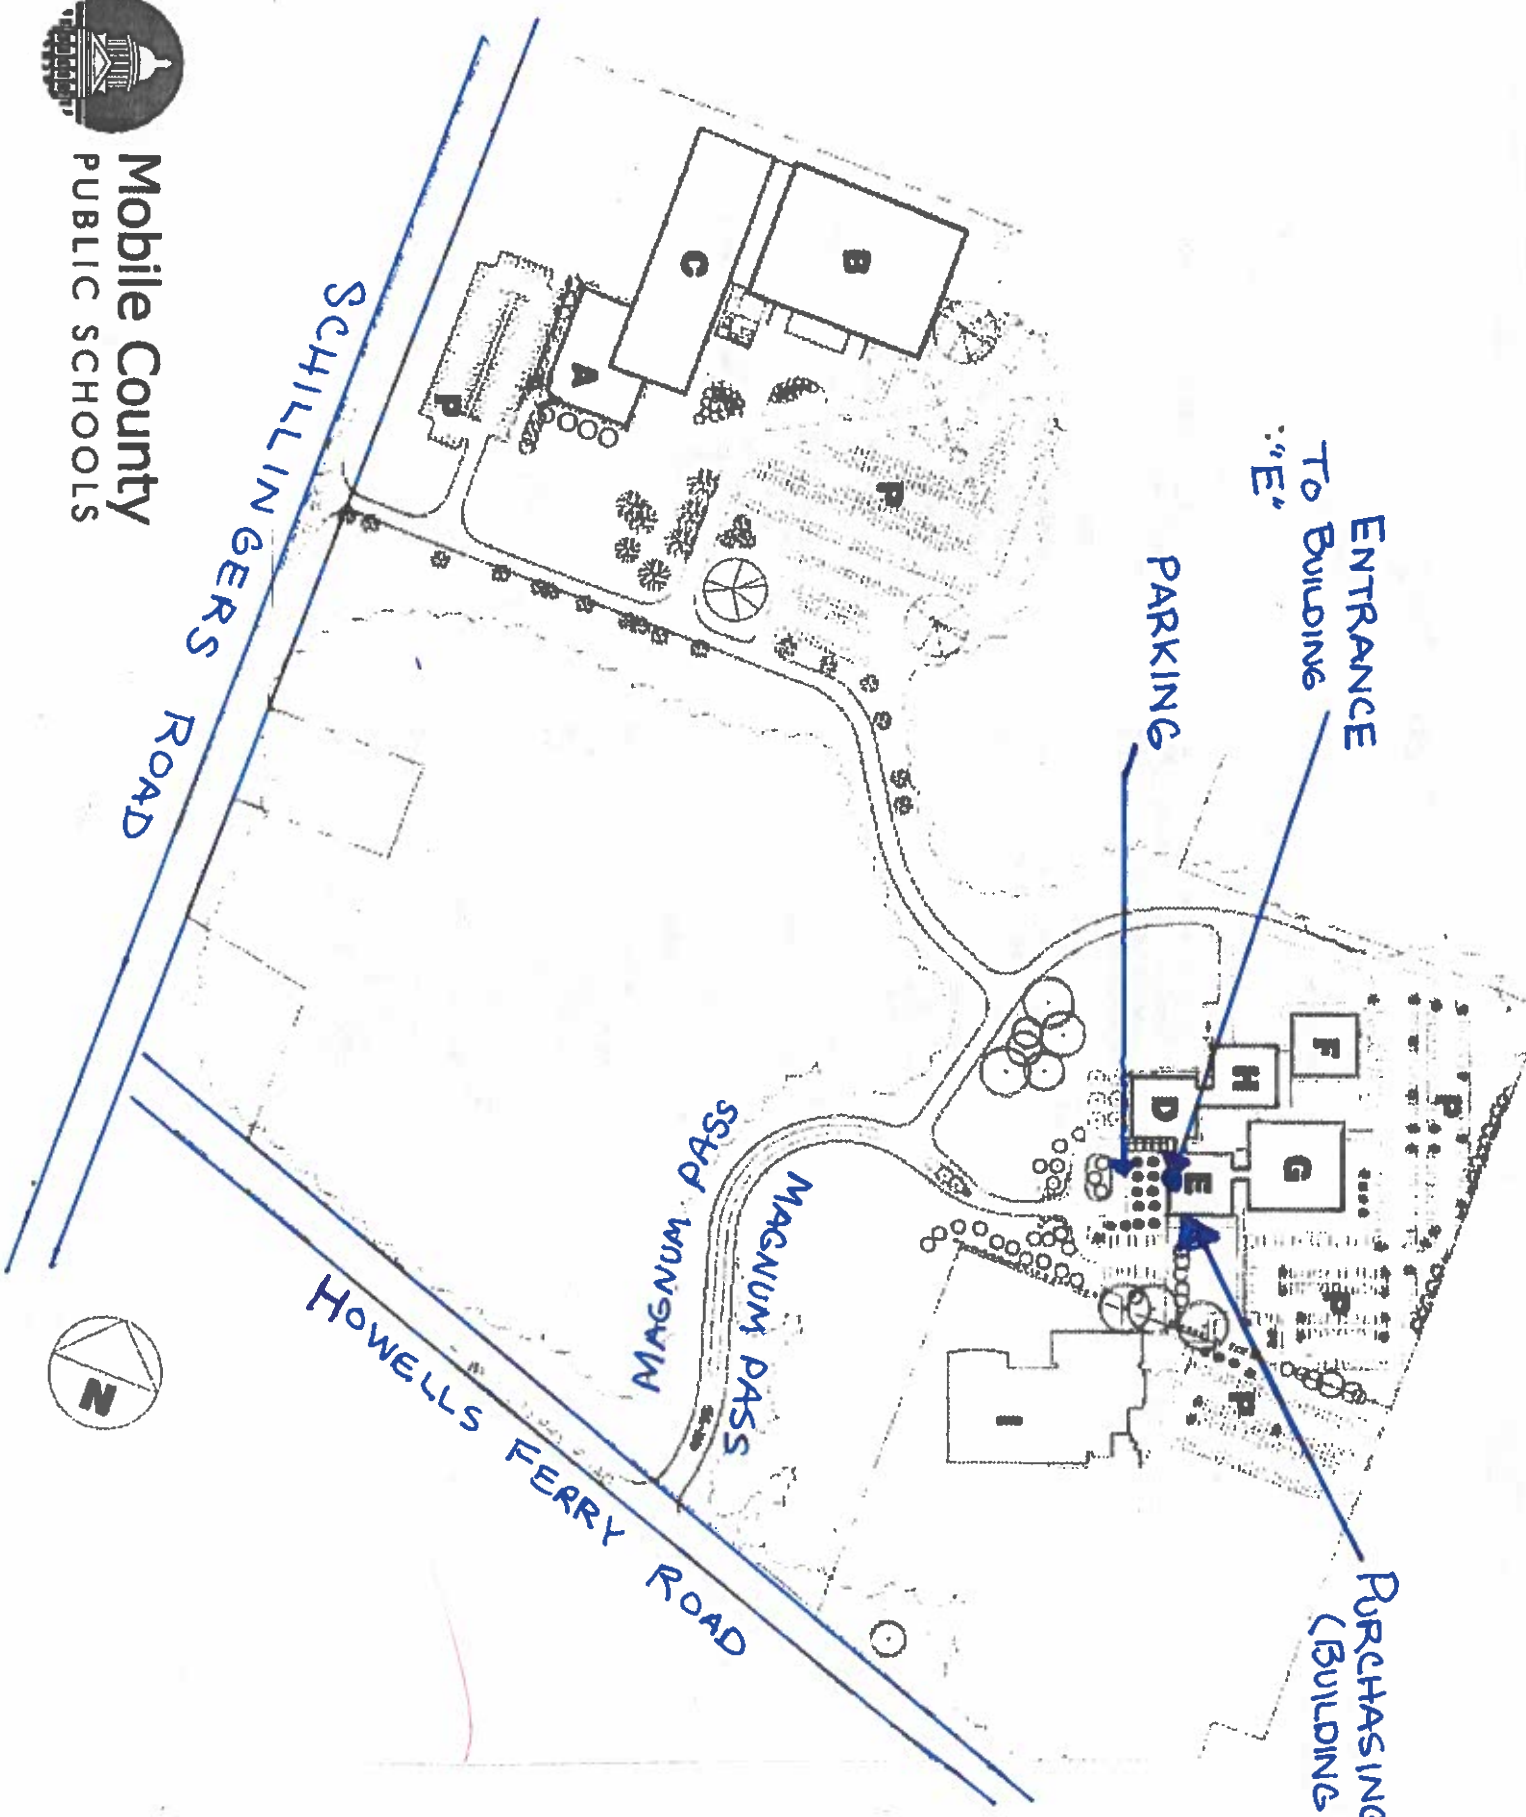 Mobile County
PUBLIC SCHOOLS
SCHILLINGERS ROAD
HOWELLS FERRY ROAD
MAGNUM PASS
MAGNUM PASS
ENTRANCE
TO BUILDING
"E"
PARKING
PURCHASING
(BUILDING
A
B
C
D
E
F
G
H
I
P
P
P
P
P
N